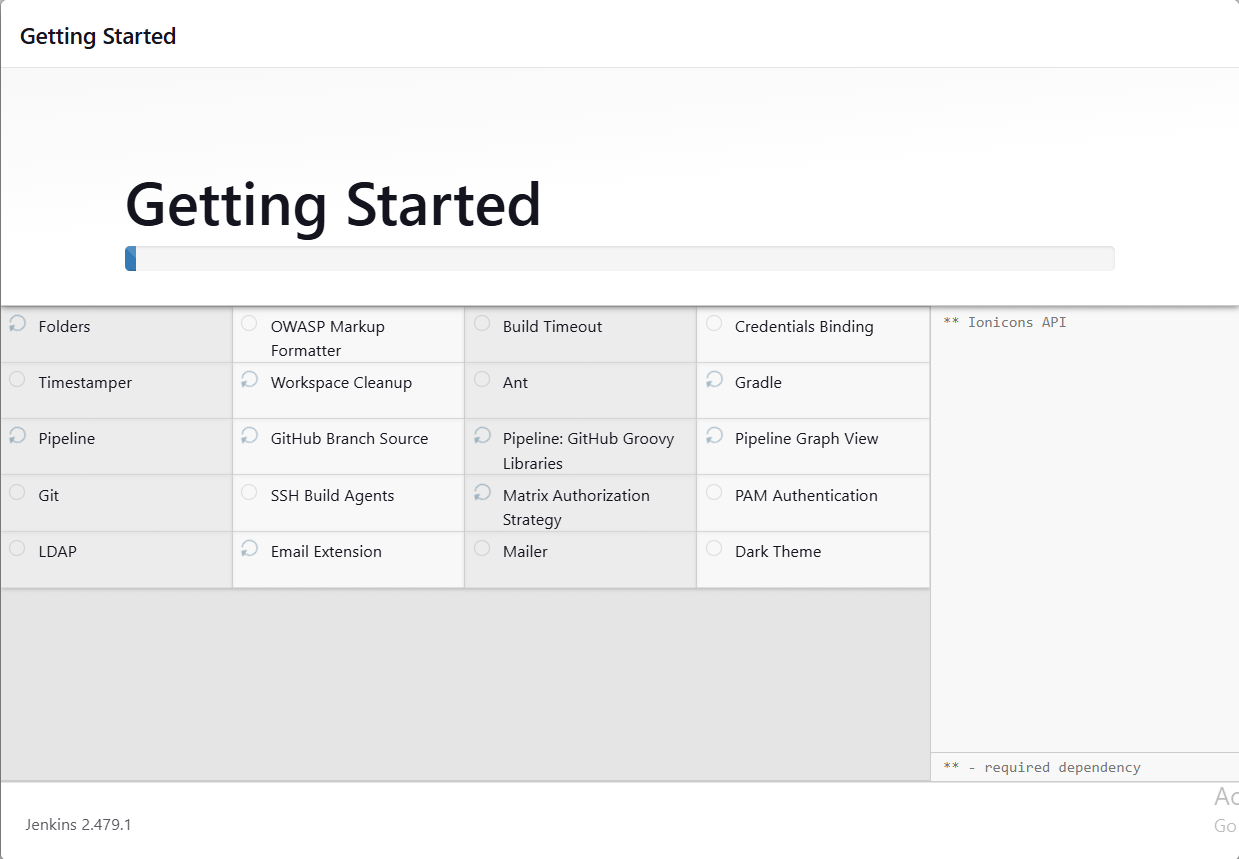 Getting Started
Getting Started
Folders
OWASP Markup
Formatter
Build Timeout
Credentials Binding
** Ionicons API
Timestamper
Workspace Cleanup
Ant
Gradle
Pipeline
GitHub Branch Source
Pipeline: GitHub Groovy
Libraries
Pipeline Graph View
Git
SSH Build Agents
Matrix Authorization
Strategy
PAM Authentication
LDAP
Email Extension
Mailer
Dark Theme
** - required dependency
Jenkins 2.479.1
Go